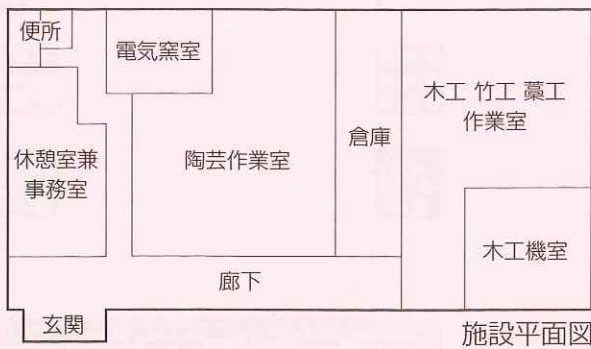 便所
電気窯室
木工 竹工 藁工
作業室
倉庫
休憩室兼
事務室
陶芸作業室
木工機室
廊下
玄関
施設平面図